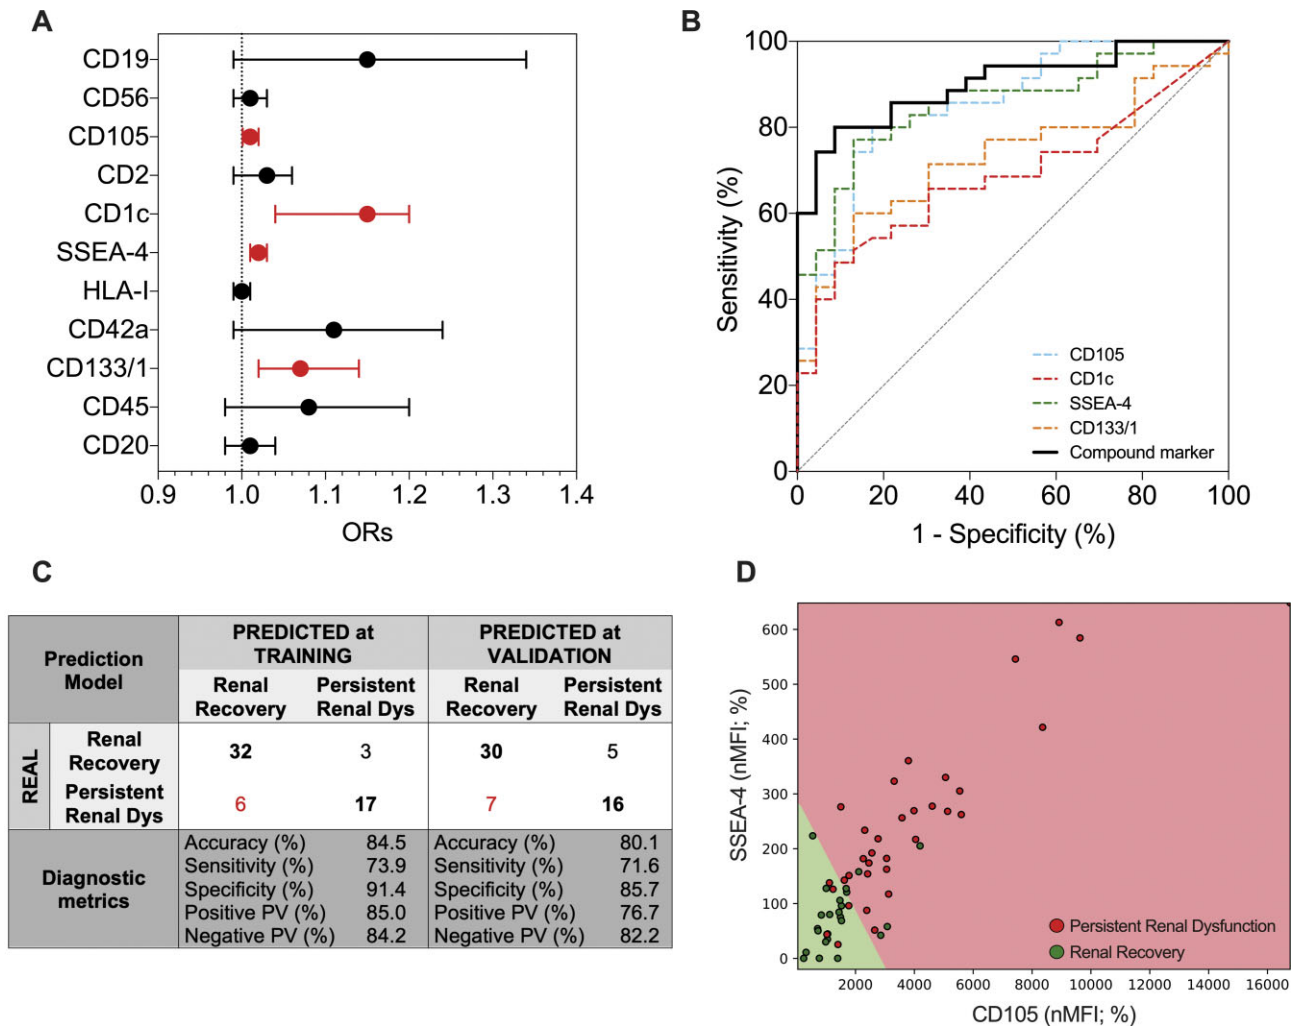 A
CD19
CD56
CD105
CD2
CD1c
SSEA-4
HLA-I
CD42a
CD133/1
CD45
CD20
0.9 1.0 1.1 1.2 1.3 1.4
ORs
B
Sensitivity (%)
100
80
60
40
20
0
CD105
CD1c
SSEA-4
CD133/1
Compound marker
0 20 40 60 80 100
1 - Specificity (%)
C
Prediction Model
PREDICTED at TRAINING
PREDICTED at VALIDATION
Renal Recovery
Persistent Renal Dys
Renal Recovery
Persistent Renal Dys
REAL
Renal Recovery 32 3 30 5
Persistent Renal Dys 6 17 7 16
Diagnostic metrics
Accuracy (%) 84.5 Accuracy (%) 80.1
Sensitivity (%) 73.9 Sensitivity (%) 71.6
Specificity (%) 91.4 Specificity (%) 85.7
Positive PV (%) 85.0 Positive PV (%) 76.7
Negative PV (%) 84.2 Negative PV (%) 82.2
D
SSEA-4 (nMFI; %)
600
500
400
300
200
100
0
Persistent Renal Dysfunction
Renal Recovery
2000 4000 6000 8000 10000 12000 14000 16000
CD105 (nMFI; %)